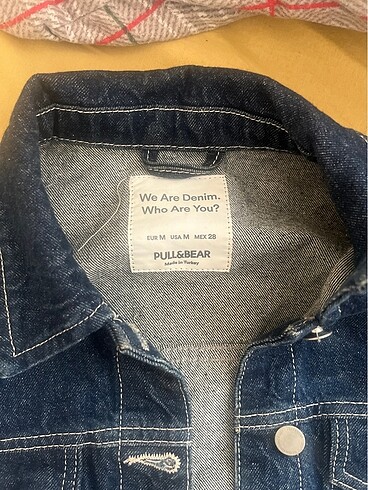 We Are Denim.
Who Are You?
EUR M USA M MEX 28
PULL&BEAR
Made in Turkey